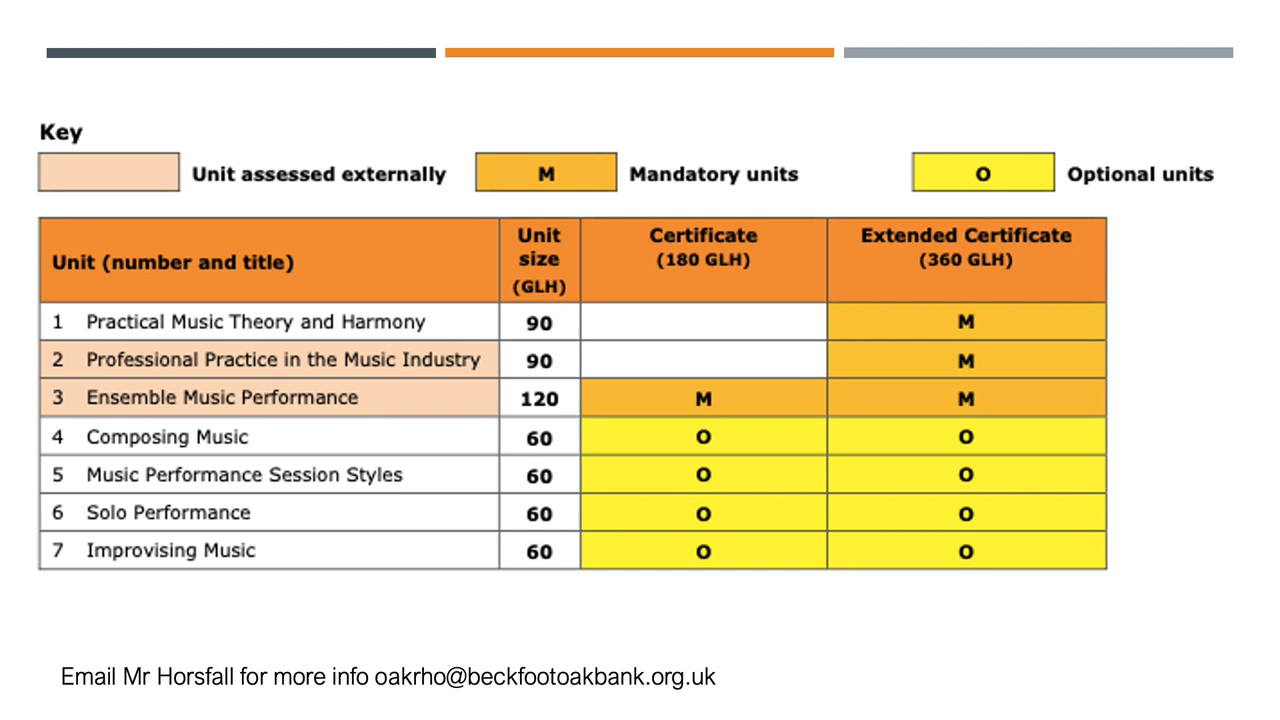 Key
Unit assessed externally M Mandatory units O Optional units
Unit (number and title) Unit size (GLH) Certificate (180 GLH) Extended Certificate (360 GLH)
1 Practical Music Theory and Harmony 90 M
2 Professional Practice in the Music Industry 90 M
3 Ensemble Music Performance 120 M M
4 Composing Music 60 O O
5 Music Performance Session Styles 60 O O
6 Solo Performance 60 O O
7 Improvising Music 60 O O
Email Mr Horsfall for more info oakrho@beckfootoakbank.org.uk